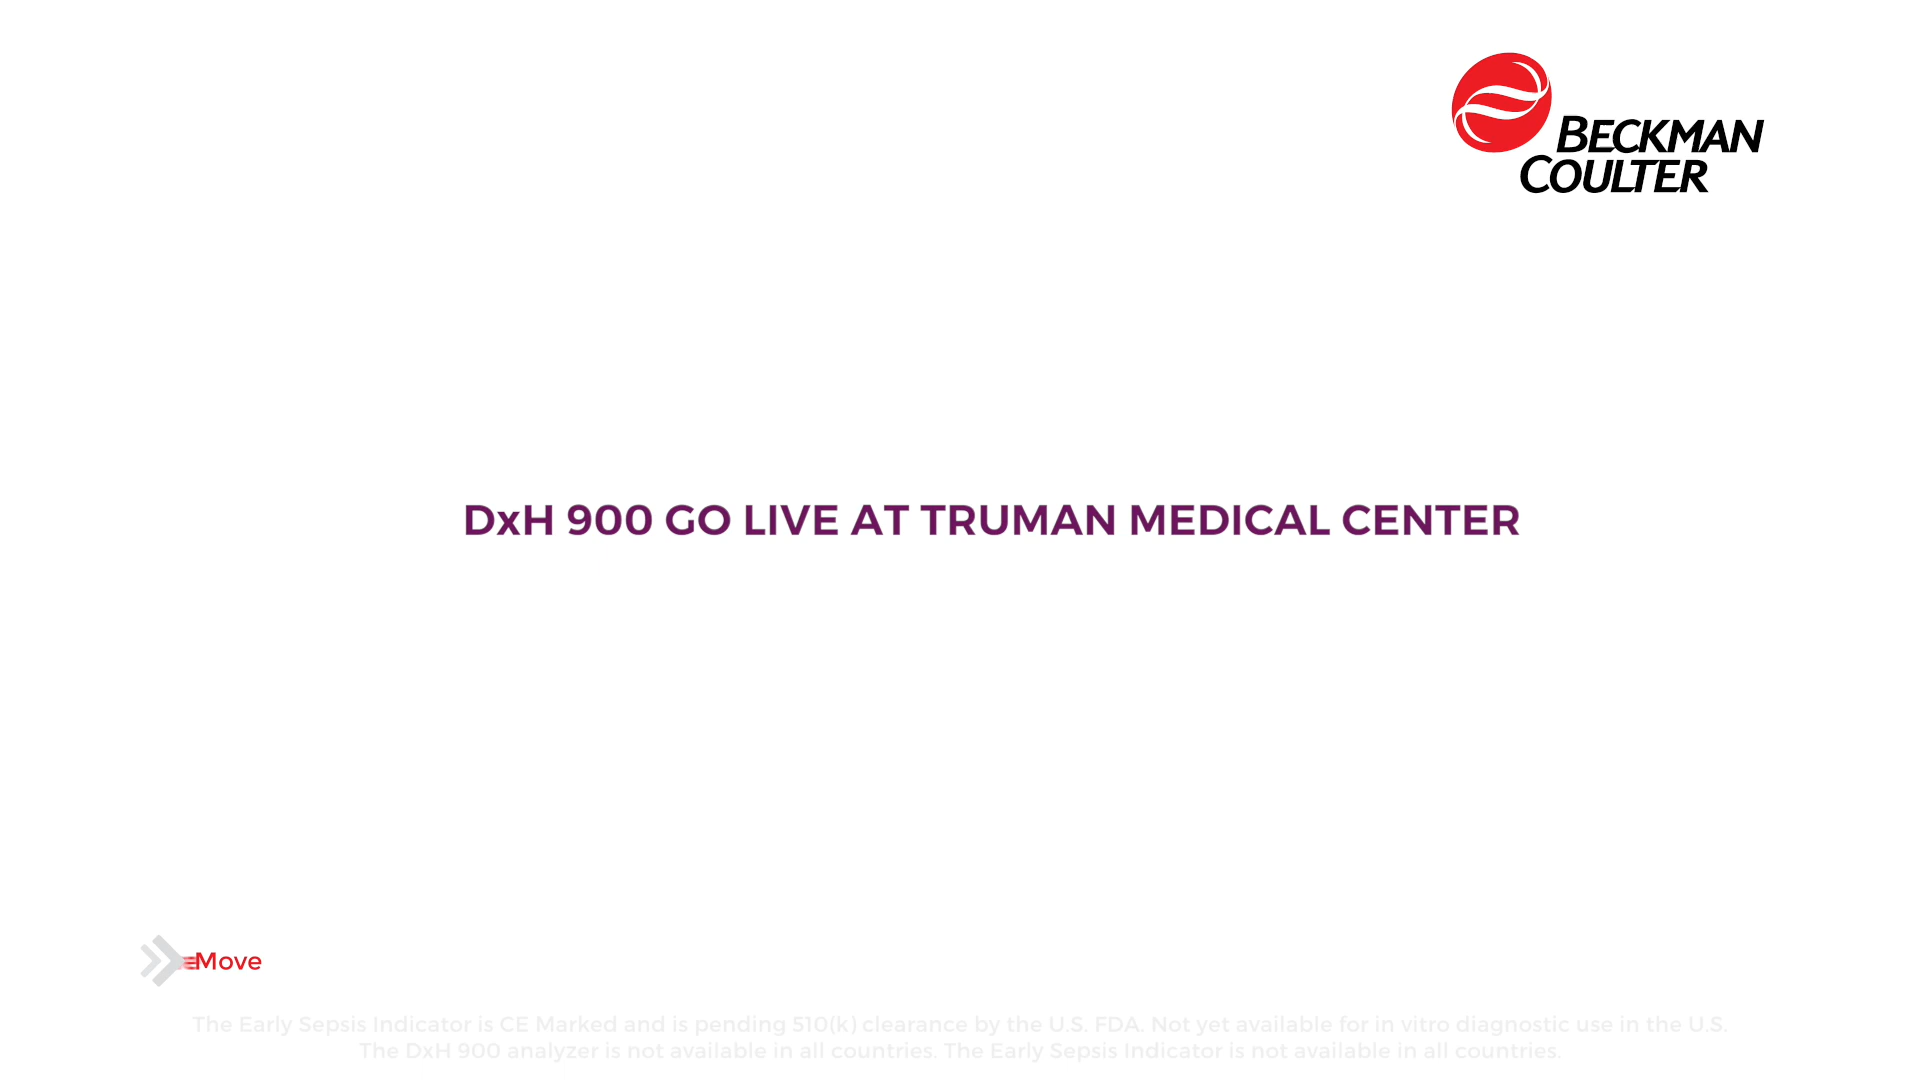 BECKMAN
COULTER
DxH 900 GO LIVE AT TRUMAN MEDICAL CENTER
Move
The Early Sepsis Indicator is CE Marked and is pending 510(k) clearance by the U.S. FDA. Not yet available for in vitro diagnostic use in the U.S.
The DxH 900 analyzer is not available in all countries. The Early Sepsis Indicator is not available in all countries.